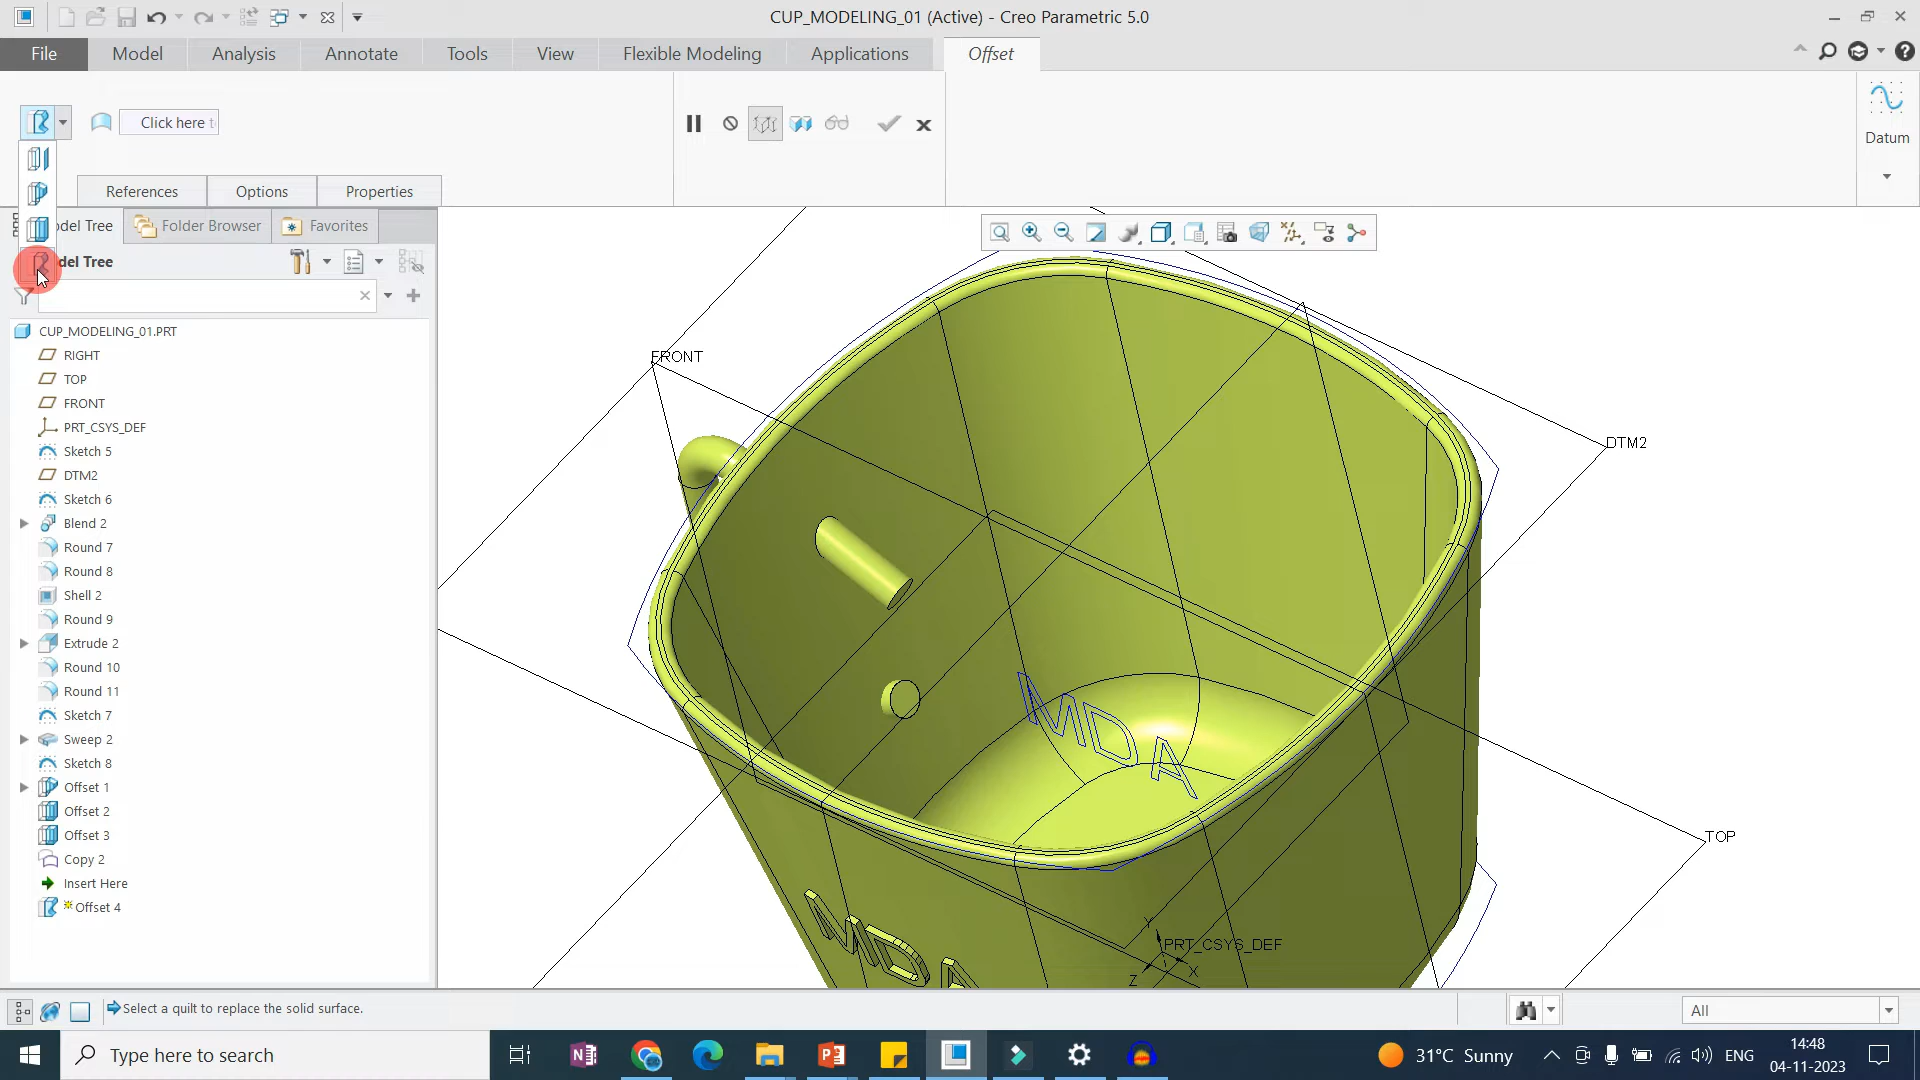 CUP_MODELING_01 (Active) - Creo Parametric 5.0
File
Model
Analysis
Annotate
Tools
View
Flexible Modeling
Applications
Offset
Click here t
References
Options
Properties
Datum
del Tree
Folder Browser
Favorites
del Tree
CUP_MODELING_01.PRT
RIGHT
TOP
FRONT
PRT_CSYS_DEF
Sketch 5
DTM2
Sketch 6
Blend 2
Round 7
Round 8
Shell 2
Round 9
Extrude 2
Round 10
Round 11
Sketch 7
Sweep 2
Sketch 8
Offset 1
Offset 2
Offset 3
Copy 2
Insert Here
Offset 4
FRONT
DTM2
TOP
MDA
MDA
Y
PRT_CSYS_DEF
Z
X
Select a quilt to replace the solid surface.
All
Type here to search
31°C Sunny
ENG
14:48
04-11-2023